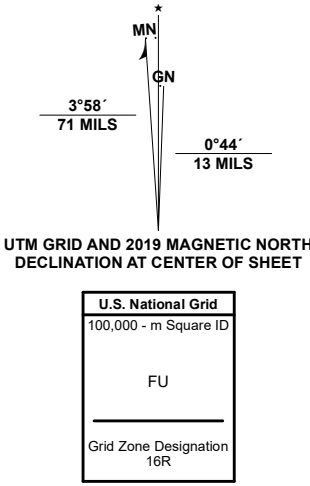 MN
GN
3°58´
71 MILS
0°44´
13 MILS
UTM GRID AND 2019 MAGNETIC NORTH
DECLINATION AT CENTER OF SHEET
U.S. National Grid
100,000 - m Square ID
FU
Grid Zone Designation
16R